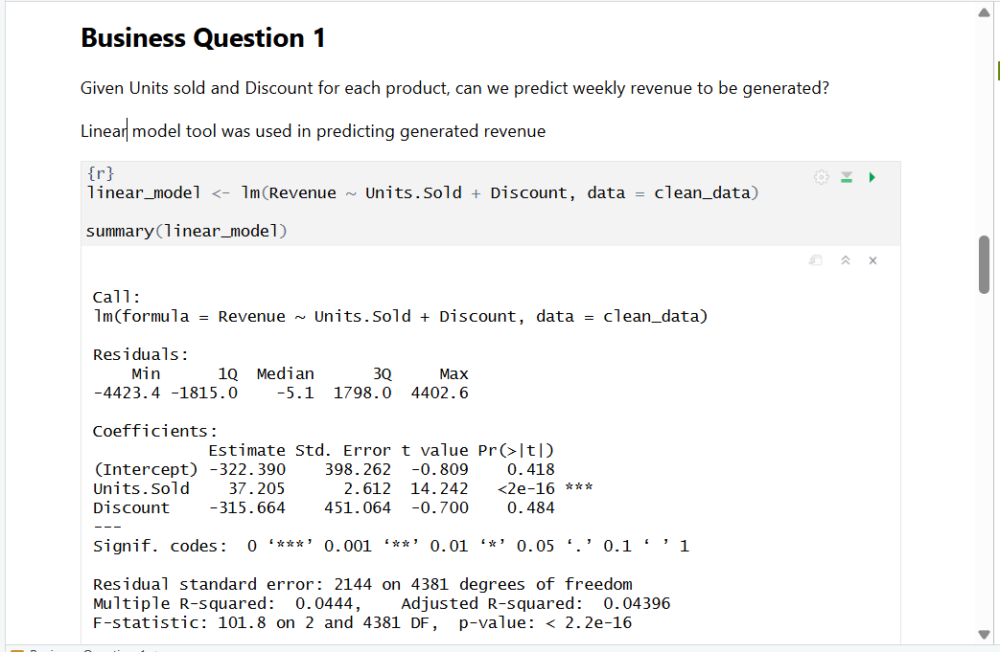 Business Question 1
Given Units sold and Discount for each product, can we predict weekly revenue to be generated?
Linear model tool was used in predicting generated revenue
{r}
linear_model <- lm(Revenue ~ Units.Sold + Discount, data = clean_data)
summary(linear_model)
Call:
lm(formula = Revenue ~ Units.Sold + Discount, data = clean_data)
Residuals:
    Min      1Q  Median      3Q     Max
-4423.4 -1815.0    -5.1  1798.0  4402.6
Coefficients:
            Estimate Std. Error t value Pr(>|t|)
(Intercept) -322.390    398.262  -0.809    0.418
Units.Sold    37.205      2.612  14.242   <2e-16 ***
Discount    -315.664    451.064  -0.700    0.484
---
Signif. codes:  0 ‘***’ 0.001 ‘**’ 0.01 ‘*’ 0.05 ‘.’ 0.1 ‘ ’ 1
Residual standard error: 2144 on 4381 degrees of freedom
Multiple R-squared:  0.0444,    Adjusted R-squared:  0.04396
F-statistic: 101.8 on 2 and 4381 DF,  p-value: < 2.2e-16